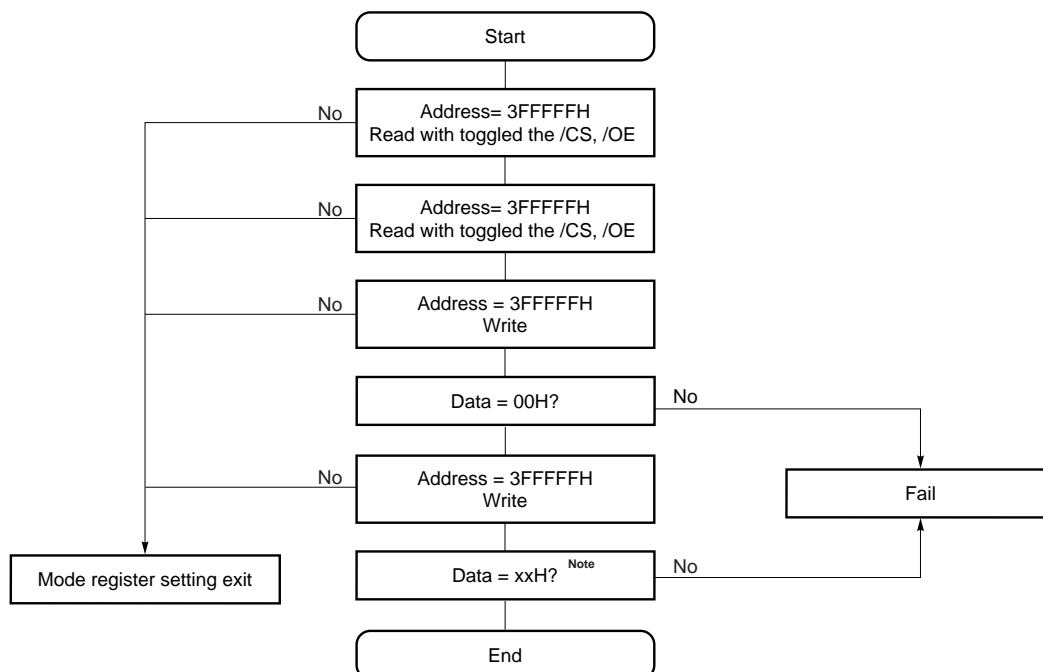 Start
No
Address= 3FFFFFH
Read with toggled the /CS, /OE
No
Address= 3FFFFFH
Read with toggled the /CS, /OE
No
Address = 3FFFFFH
Write
Data = 00H?
No
No
Address = 3FFFFFH
Write
Fail
Mode register setting exit
Data = xxH? Note
No
End